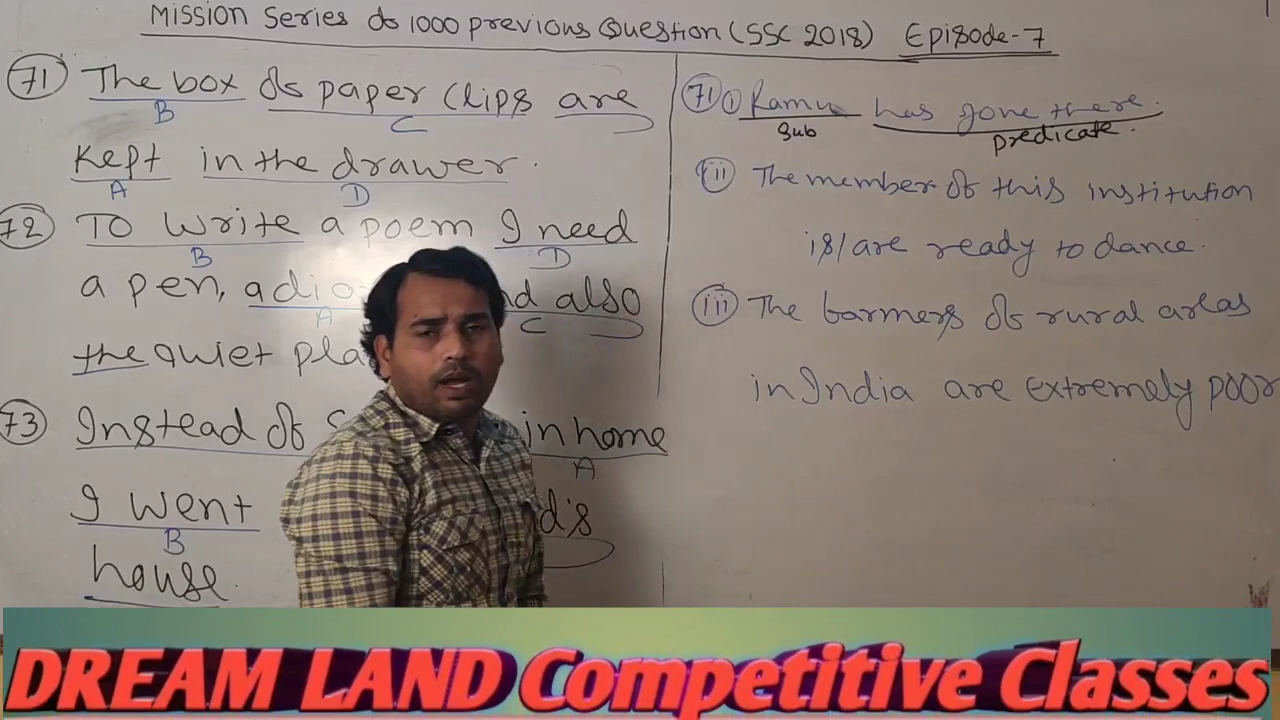 Mission Series of 1000 previous Question (SSC 2018) Episode-7
71 The box of paper clips are
B C
kept in the drawer.
A D
72 To write a poem I need
B D
a pen, also
A C
the quiet
73 Instead of in home
A
I went
B
house.
71 i Ramu has gone there.
Sub predicate.
ii The member of this institution
is/are ready to dance.
iii The farmers of rural areas
in India are extremely poor
DREAM LAND Competitive Classes